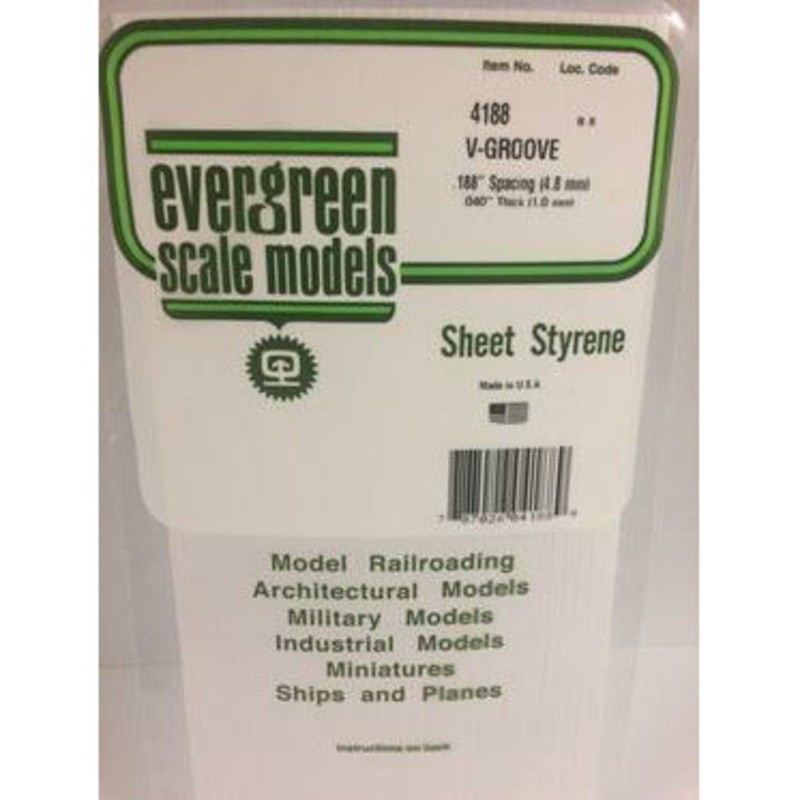 Item No. Loc. Code
4188
V-GROOVE
.188" Spacing (4.8 mm)
.040" Thick (1.0 mm)
evergreen
scale models
Sheet Styrene
Made in U.S.A.
Model Railroading
Architectural Models
Military Models
Industrial Models
Miniatures
Ships and Planes
Instructions on back